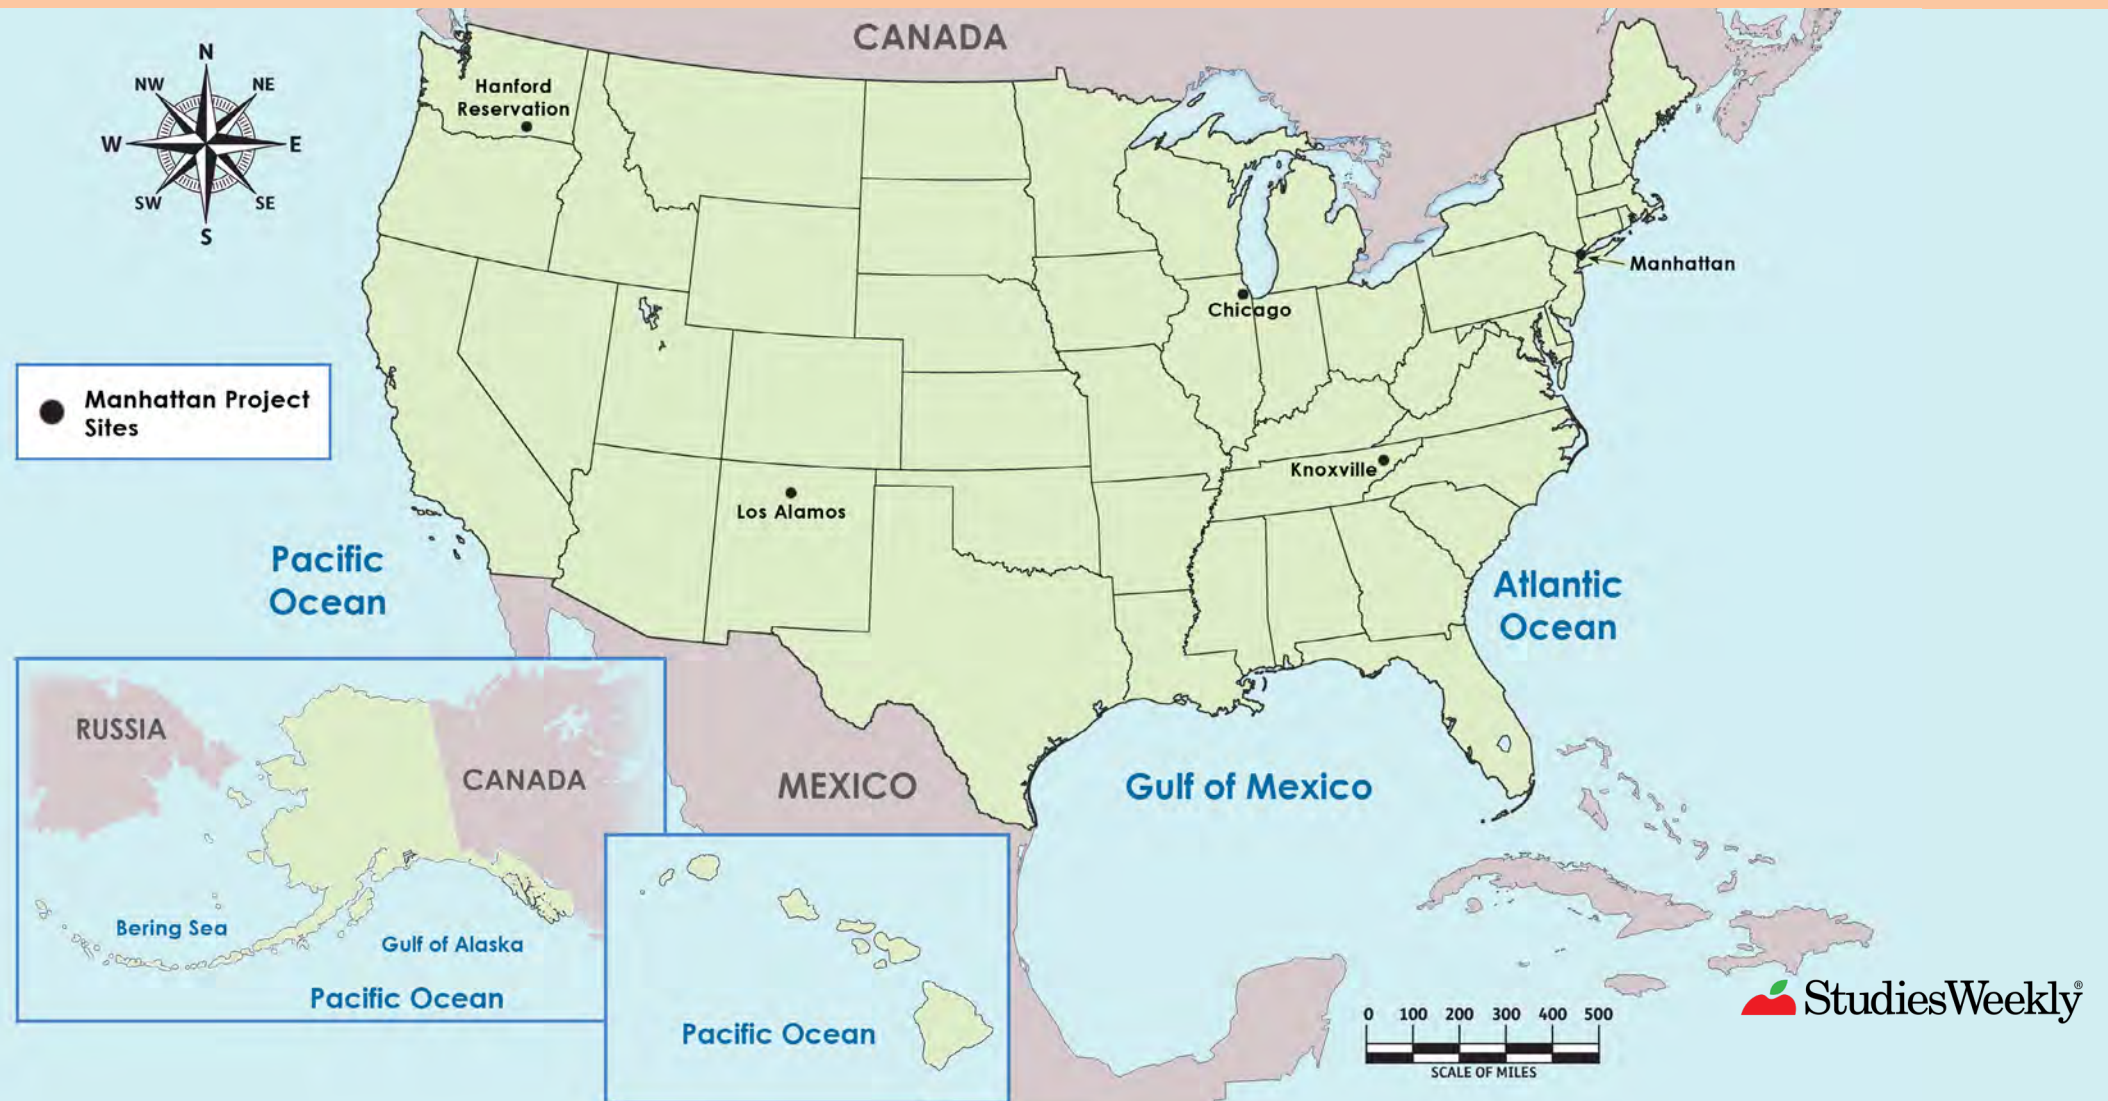 CANADA
N
NW
NE
W
E
SW
SE
S
Hanford
Reservation
Manhattan
Chicago
Manhattan Project
Sites
Knoxville
Los Alamos
Pacific
Ocean
Atlantic
Ocean
RUSSIA
CANADA
MEXICO
Gulf of Mexico
Bering Sea
Gulf of Alaska
Pacific Ocean
Pacific Ocean
0 100 200 300 400 500
SCALE OF MILES
StudiesWeekly®